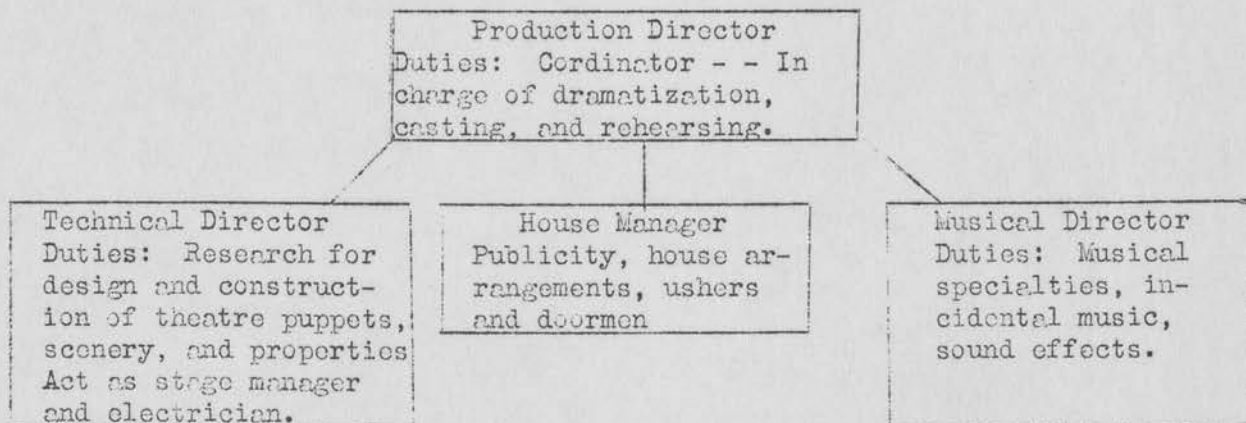 Production Director
Duties: Cordinator - - In
charge of dramatization,
casting, and rehearsing.
Technical Director
Duties: Research for
design and construct-
ion of theatre puppets,
scenery, and properties
Act as stage manager
and electrician.
House Manager
Publicity, house ar-
rangements, ushers
and doormen
Musical Director
Duties: Musical
specialties, in-
cidental music,
sound effects.